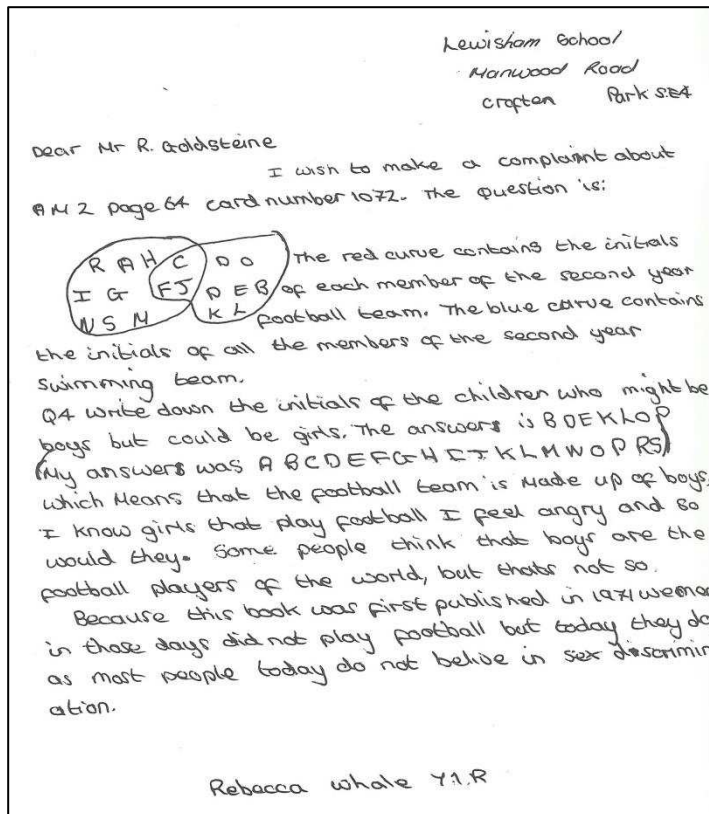 Lewisham School
Manwood Road
Crofton Park SE4
Dear Mr R. Goldsteine
I wish to make a complaint about
AM2 page 64 card number 1072. The Question is:
R A H C D O The red curve contains the initials
I G F J D E B of each member of the second year
N S M K L football team. The blue curve contains
the initials of all the members of the second year
swimming team.
Q4 write down the initials of the children who might be
boys but could be girls. The answers is B D E K L O P
(My answers was A B C D E F G H I J K L M N O P R S)
which Means that the football team is made up of boys.
I know girls that play football I feel angry and so
would they. Some people think that boys are the
football players of the world, but thats not so.
Because this book was first published in 1971 wemen
in those days did not play football but today they do
as most people today do not belive in sex discrimin
ation.
Rebecca Whale Y.1.R